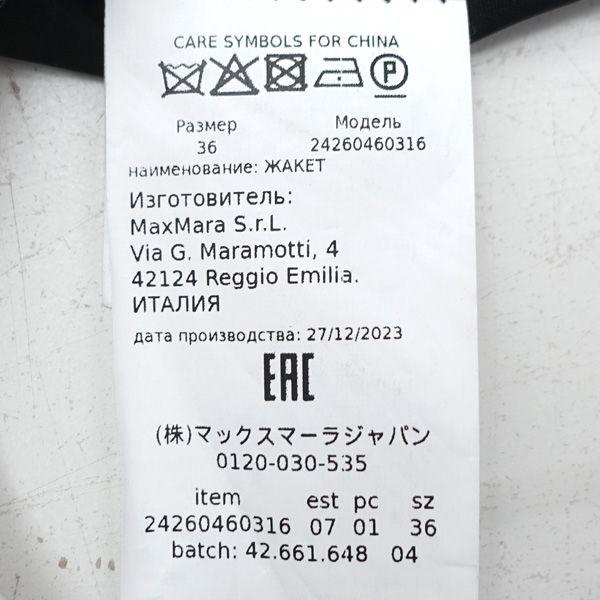 CARE SYMBOLS FOR CHINA
P
Размер Модель
36 24260460316
наименование: ЖАКЕТ
Изготовитель:
MaxMara S.r.L.
Via G. Maramotti, 4
42124 Reggio Emilia.
ИТАЛИЯ
дата производства: 27/12/2023
EAC
(株)マックスマーラジャパン
0120-030-535
item est pc sz
24260460316 07 01 36
batch: 42.661.648 04